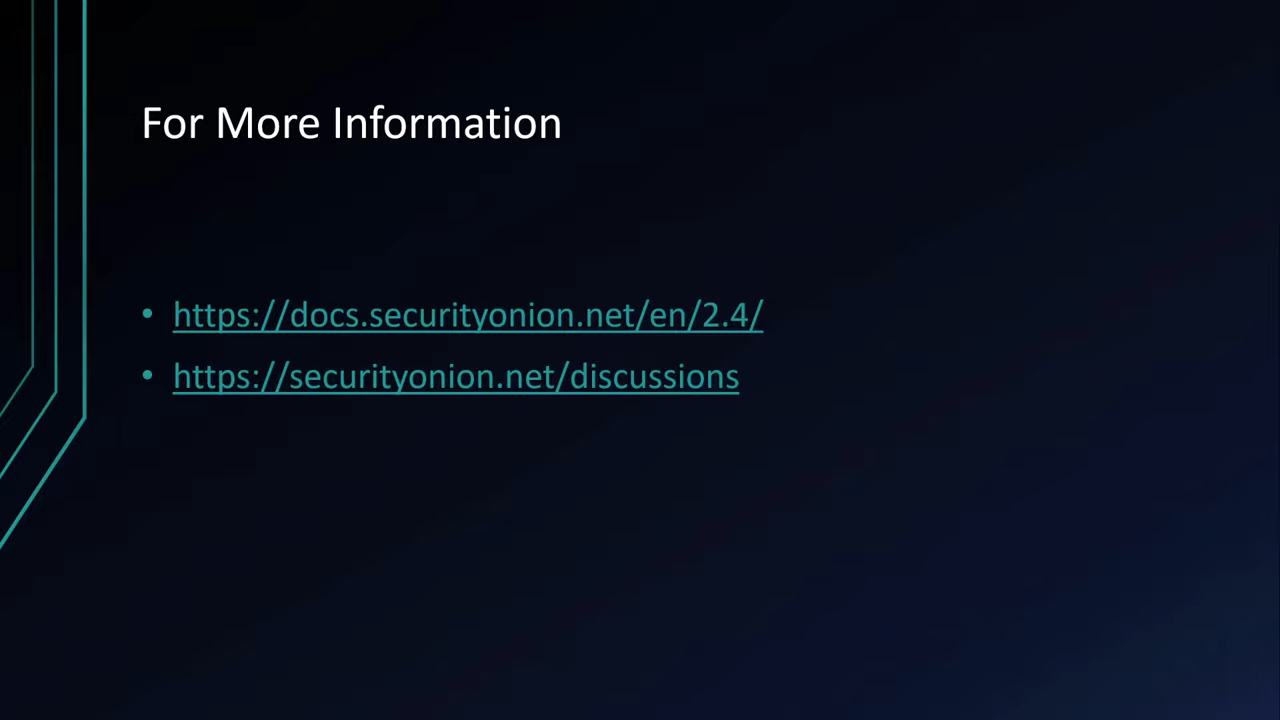 For More Information
• https://docs.securityonion.net/en/2.4/
• https://securityonion.net/discussions